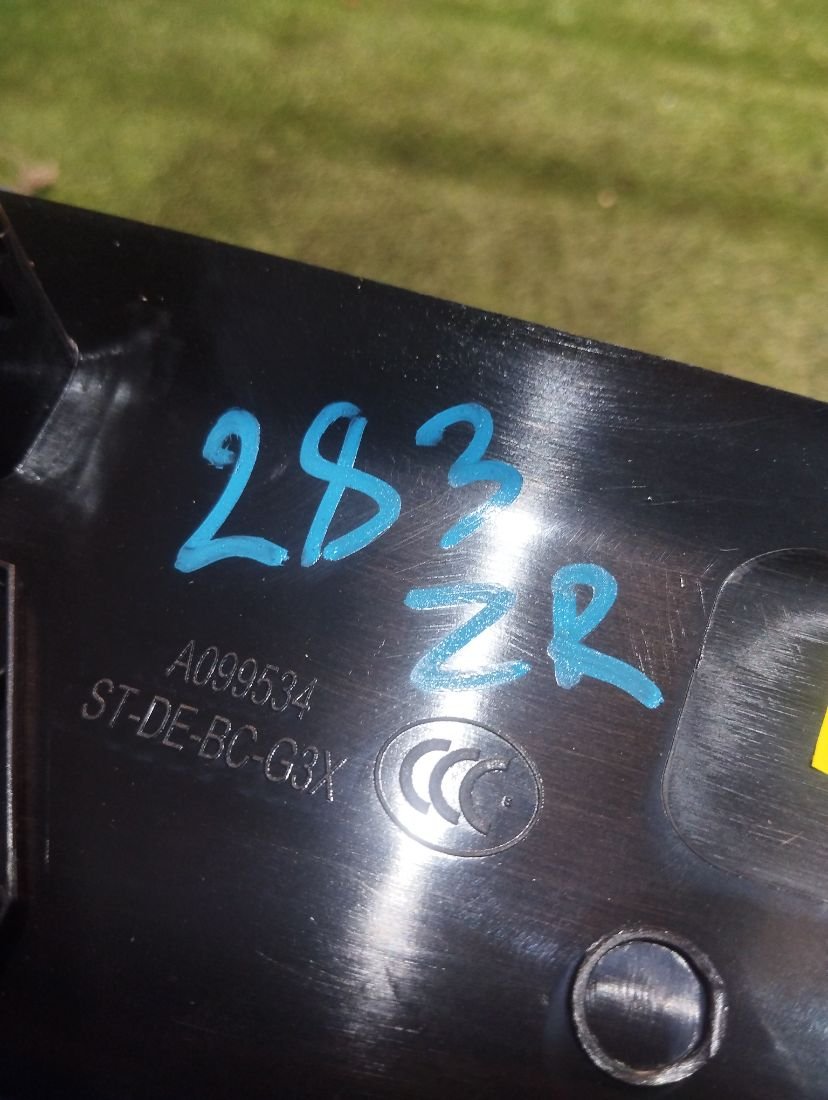 283
ZR
A099534
ST-DE-BC-G3X
CCC